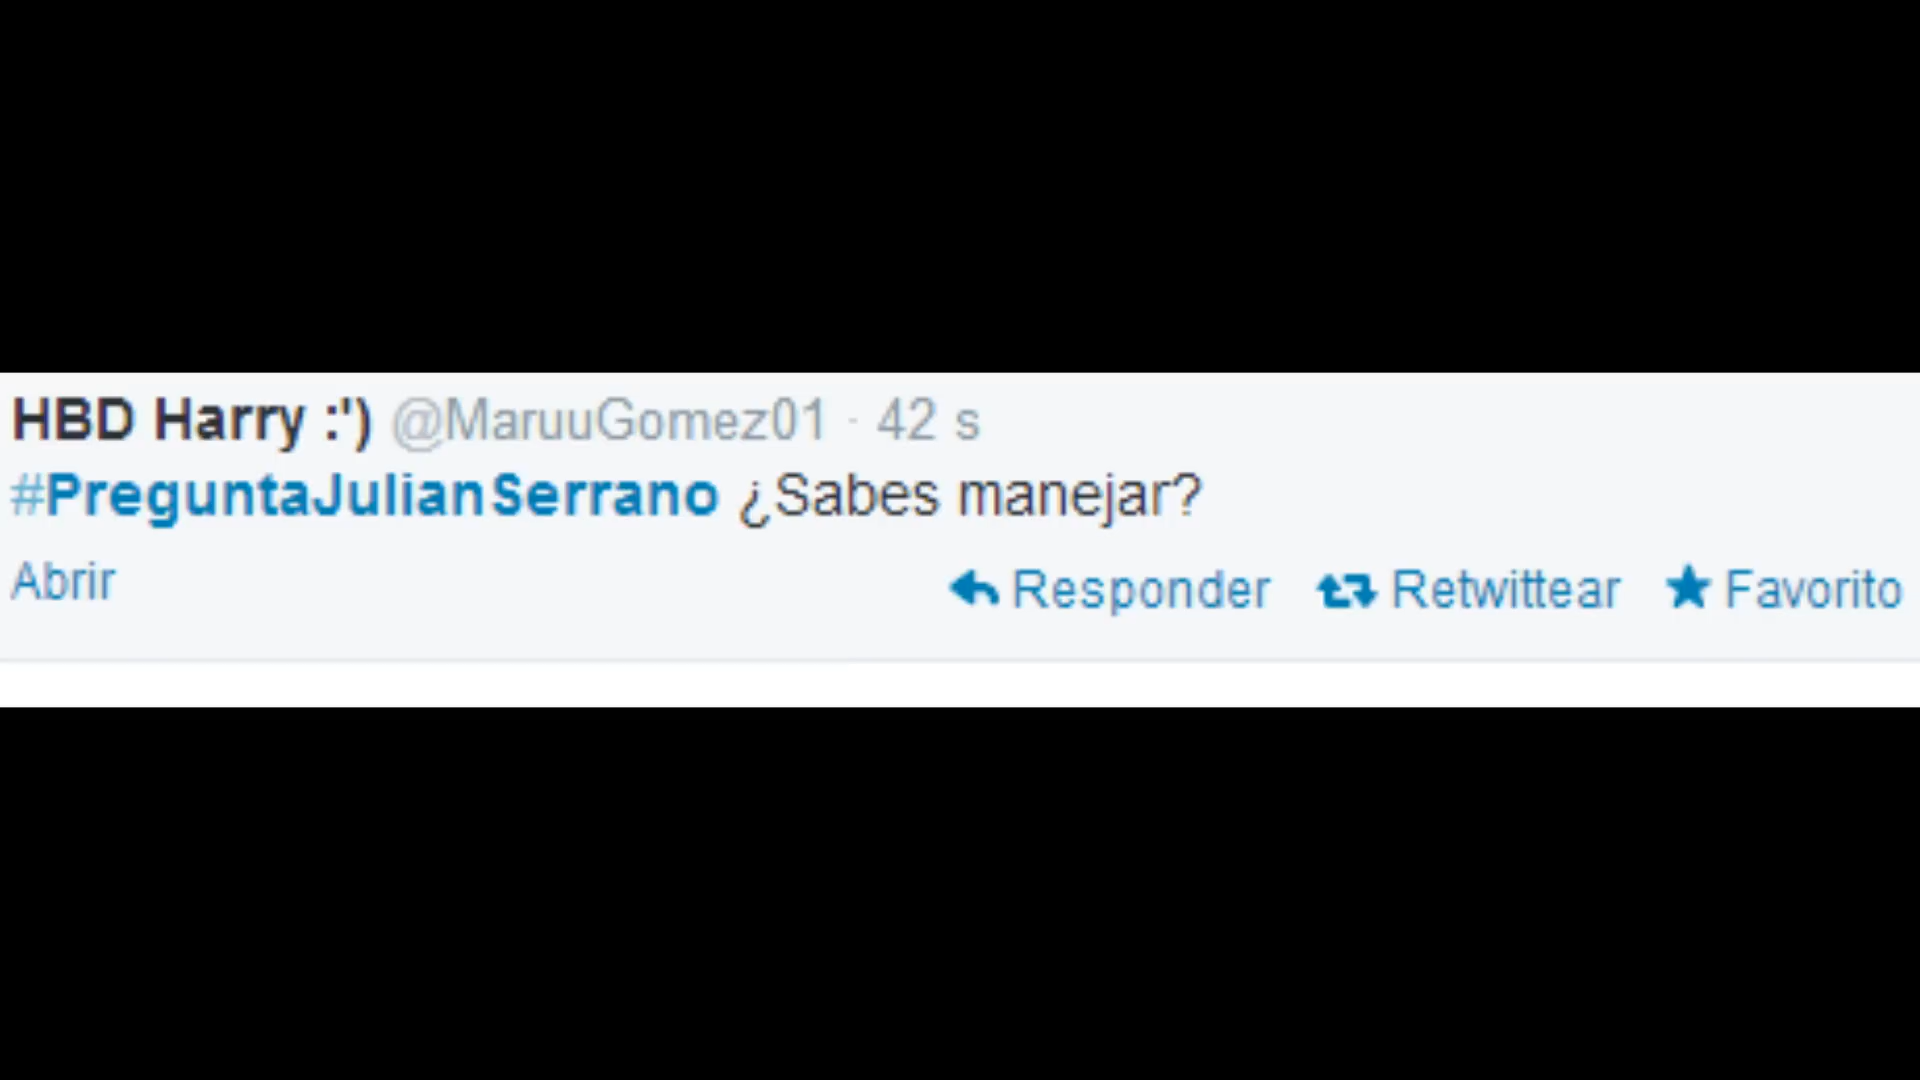 HBD Harry :') @MaruuGomez01 · 42 s
#PreguntaJulianSerrano ¿Sabes manejar?
Abrir
Responder Retwittear Favorito